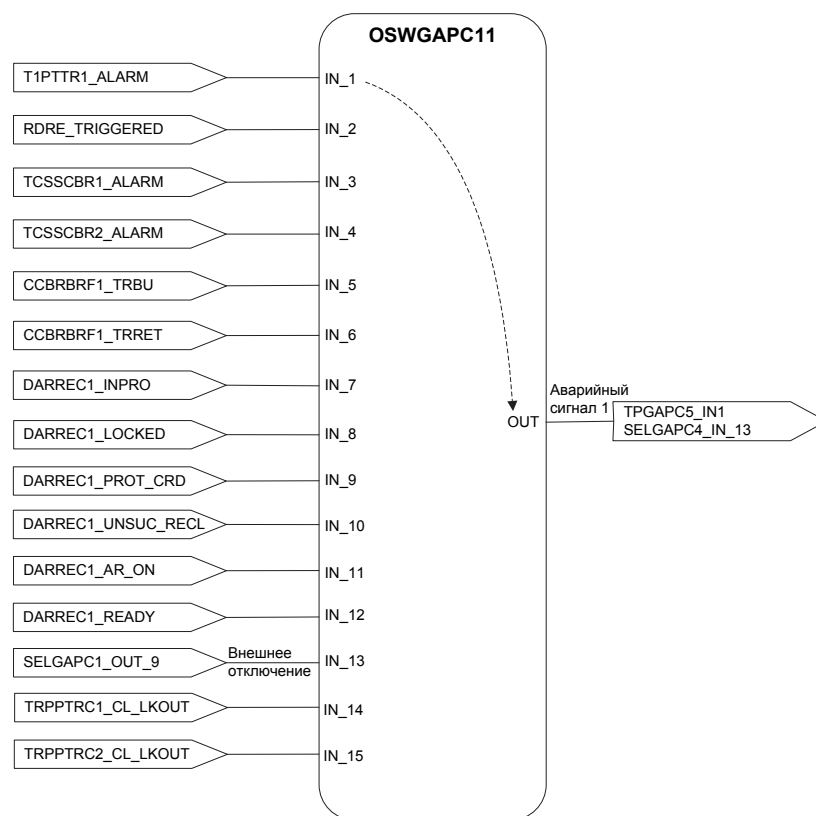 OSWGAPC11
T1PTTR1_ALARM
IN_1
RDRE_TRIGGERED
IN_2
TCSSCBR1_ALARM
IN_3
TCSSCBR2_ALARM
IN_4
CCBRBRF1_TRBU
IN_5
CCBRBRF1_TRRET
IN_6
DARREC1_INPRO
IN_7
DARREC1_LOCKED
IN_8
DARREC1_PROT_CRD
IN_9
DARREC1_UNSUC_RECL
IN_10
DARREC1_AR_ON
IN_11
DARREC1_READY
IN_12
SELGAPC1_OUT_9
Внешнее
отключение
IN_13
TRPPTRC1_CL_LKOUT
IN_14
TRPPTRC2_CL_LKOUT
IN_15
OUT
Аварийный
сигнал 1
TPGAPC5_IN1
SELGAPC4_IN_13